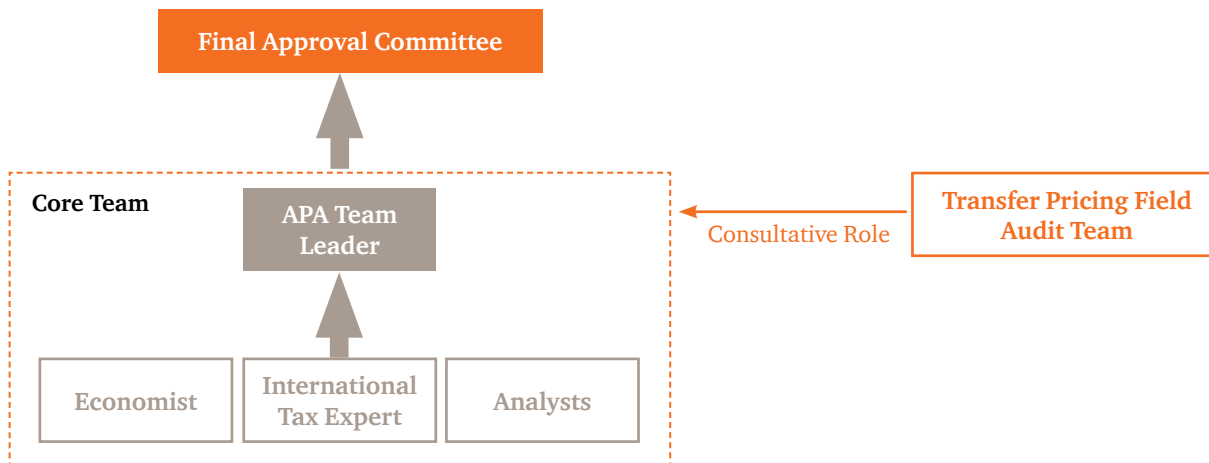 Final Approval Committee
Core Team
APA Team
Leader
Transfer Pricing Field
Audit Team
Consultative Role
Economist
International
Tax Expert
Analysts